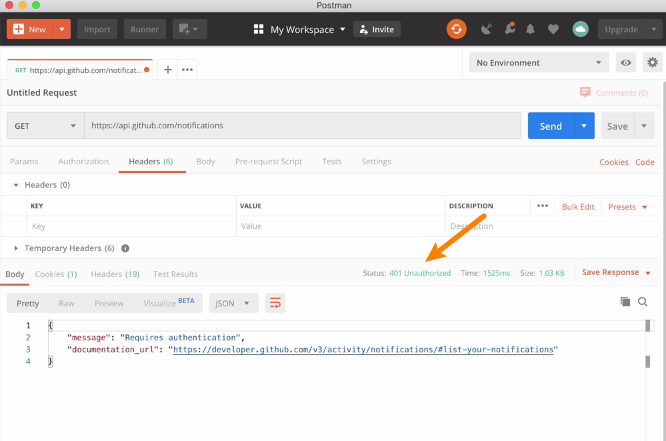 Postman
New Import Runner My Workspace Invite Upgrade
GET https://api.github.com/notificat... No Environment
Untitled Request Comments (0)
GET https://api.github.com/notifications Send Save
Params Authorization Headers (6) Body Pre-request Script Tests Settings Cookies Code
Headers (0)
KEY VALUE DESCRIPTION Bulk Edit Presets
Key Value Description
Temporary Headers (6)
Body Cookies (1) Headers (19) Test Results Status: 401 Unauthorized Time: 1525ms Size: 1.03 KB Save Response
Pretty Raw Preview Visualize BETA JSON
1 {
2 "message": "Requires authentication",
3 "documentation_url": "https://developer.github.com/v3/activity/notifications/#list-your-notifications"
4 }